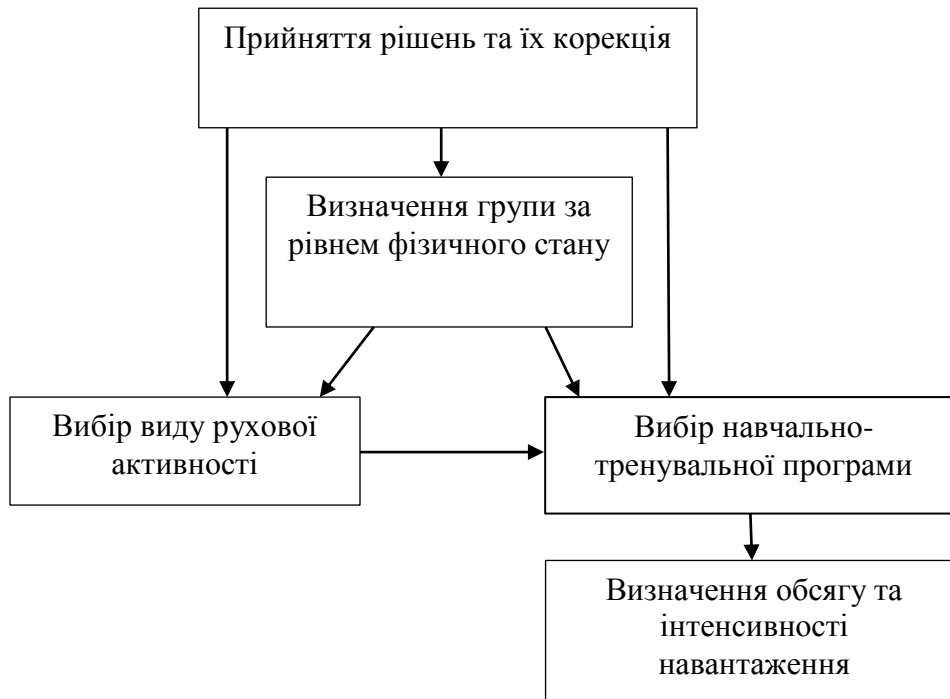 Прийняття рішень та їх корекція
Визначення групи за
рівнем фізичного стану
Вибір виду рухової
активності
Вибір навчально-
тренувальної програми
Визначення обсягу та
інтенсивності
навантаження